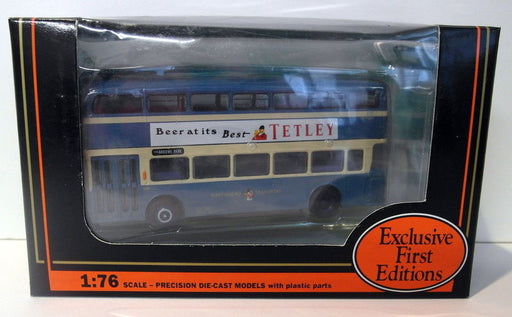 Beer at its Best - TETLEY
Exclusive
First
Editions
1:76 SCALE – PRECISION DIE-CAST MODELS with plastic parts